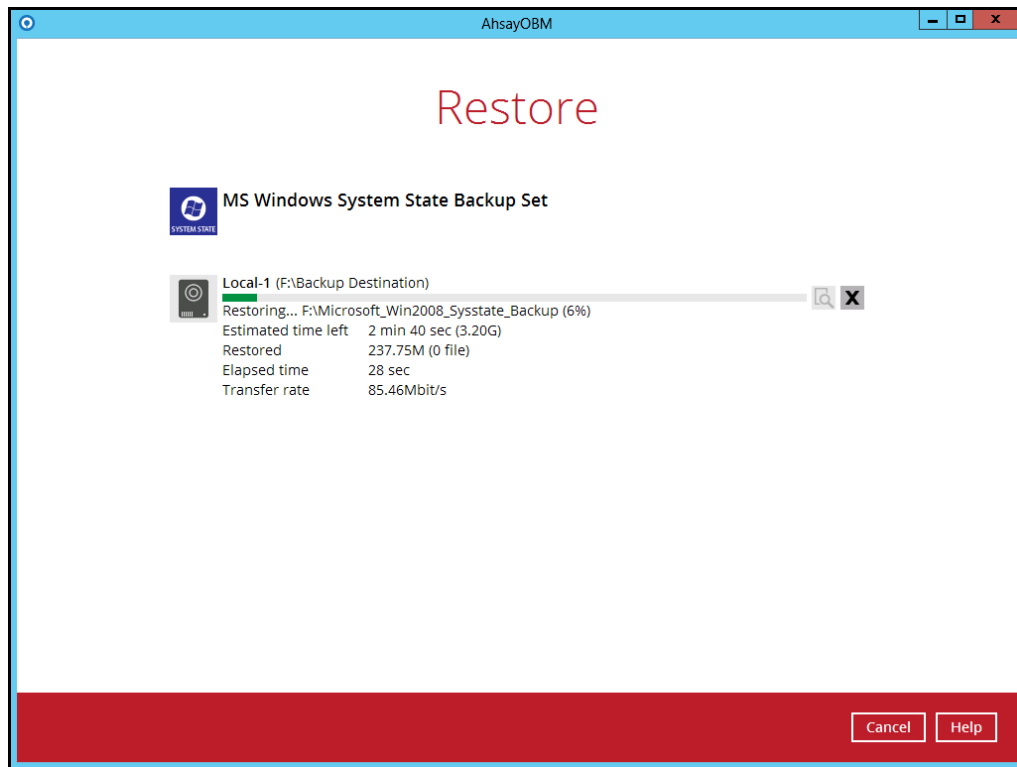 AhsayOBM
Restore
MS Windows System State Backup Set
SYSTEM STATE
Local-1 (F:\Backup Destination)
Restoring... F:\Microsoft_Win2008_Sysstate_Backup (6%)
Estimated time left 2 min 40 sec (3.20G)
Restored 237.75M (0 file)
Elapsed time 28 sec
Transfer rate 85.46Mbit/s
Cancel Help